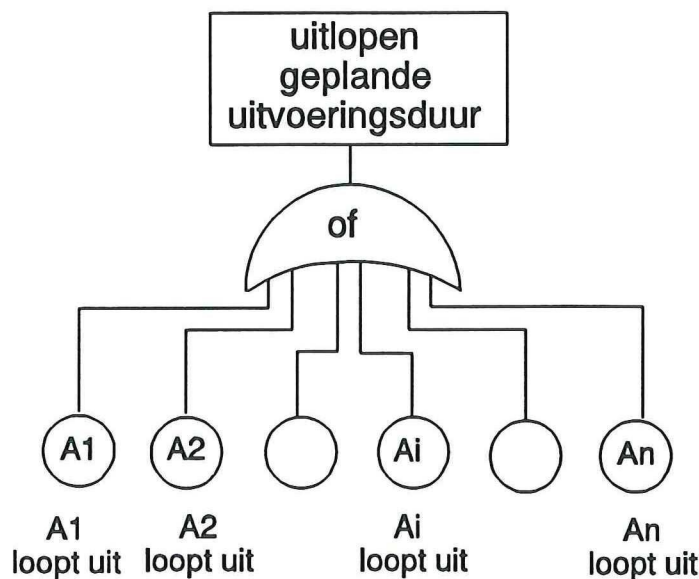 uitlopen
geplande
uitvoeringsduur
of
A1
A2
Ai
An
A1
loopt uit
A2
loopt uit
Ai
loopt uit
An
loopt uit